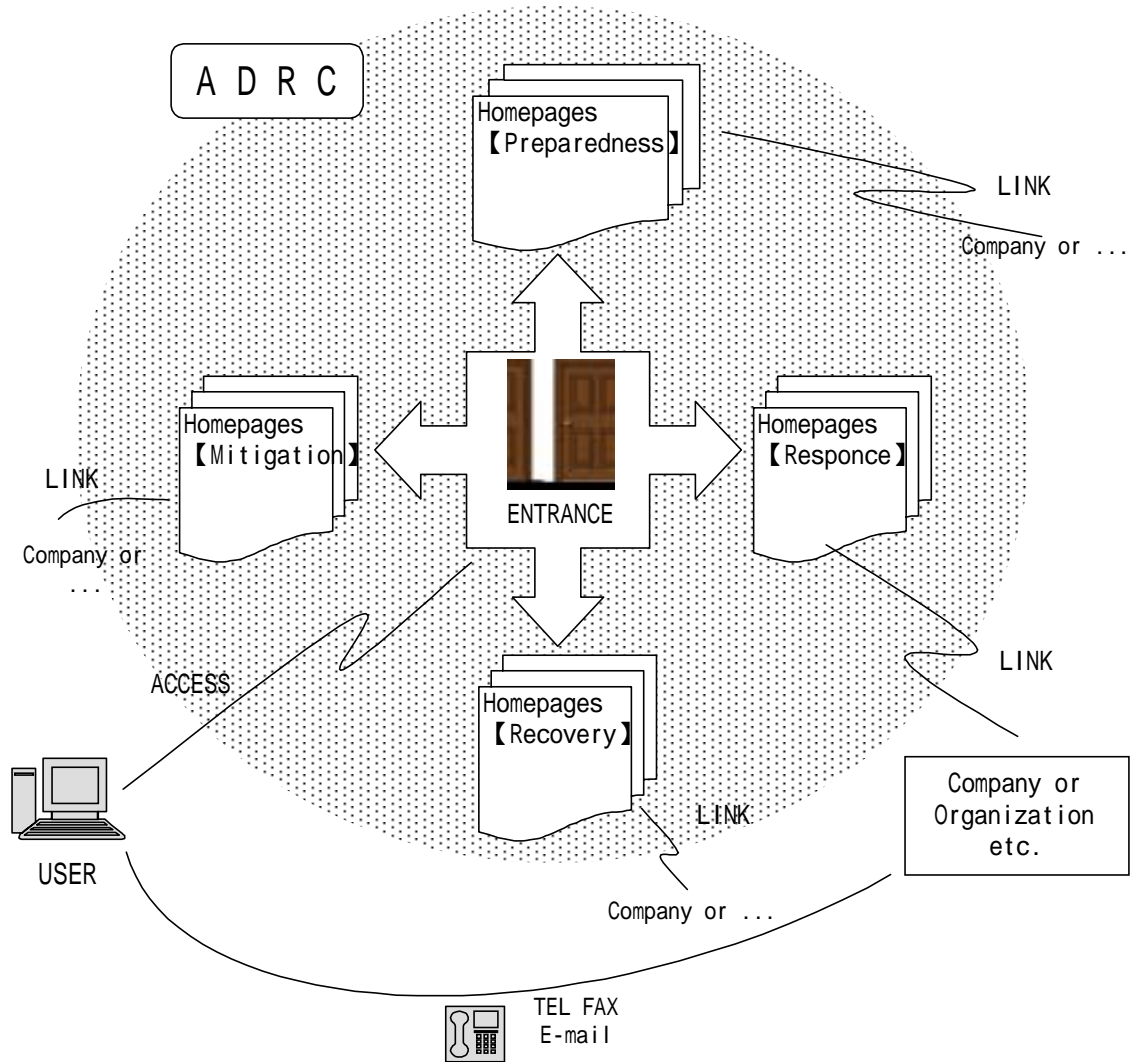 A D R C
Homepages
【Preparedness】
LINK
Company or ...
Homepages
【Mitigation】
LINK
Company or
...
ENTRANCE
Homepages
【Responce】
LINK
ACCESS
Homepages
【Recovery】
LINK
Company or ...
Company or
Organization
etc.
USER
TEL FAX
E-mail